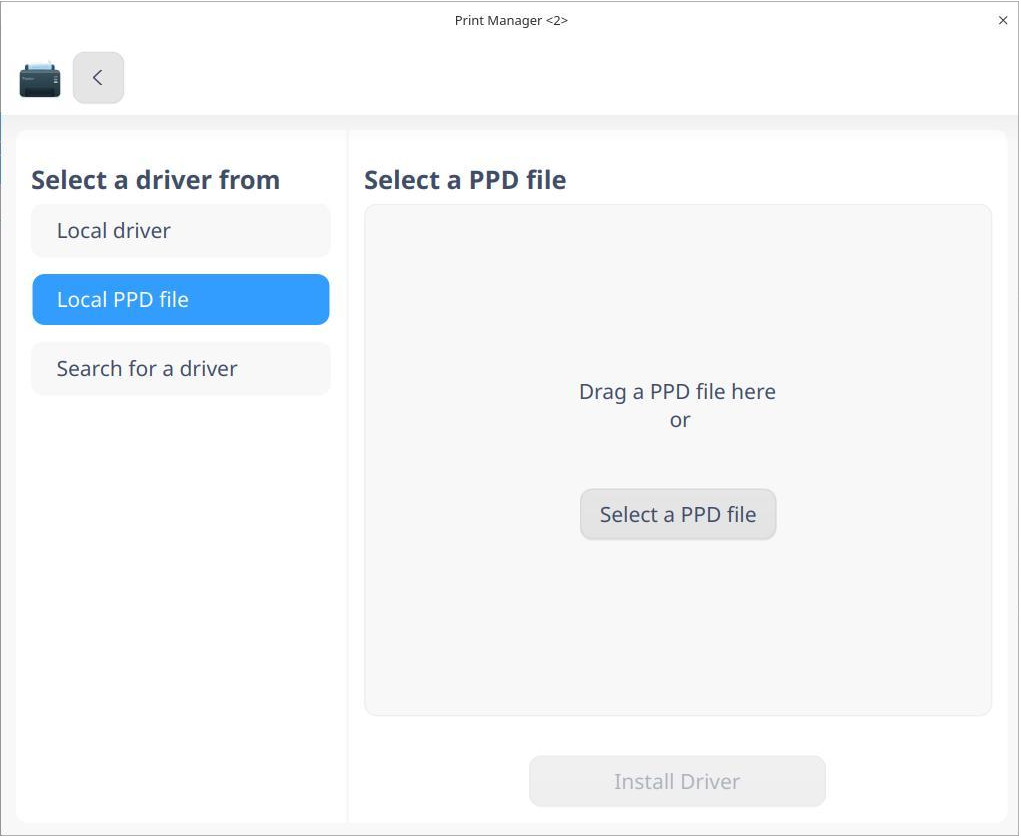 Print Manager <2>
Select a driver from
Local driver
Local PPD file
Search for a driver
Select a PPD file
Drag a PPD file here
or
Select a PPD file
Install Driver